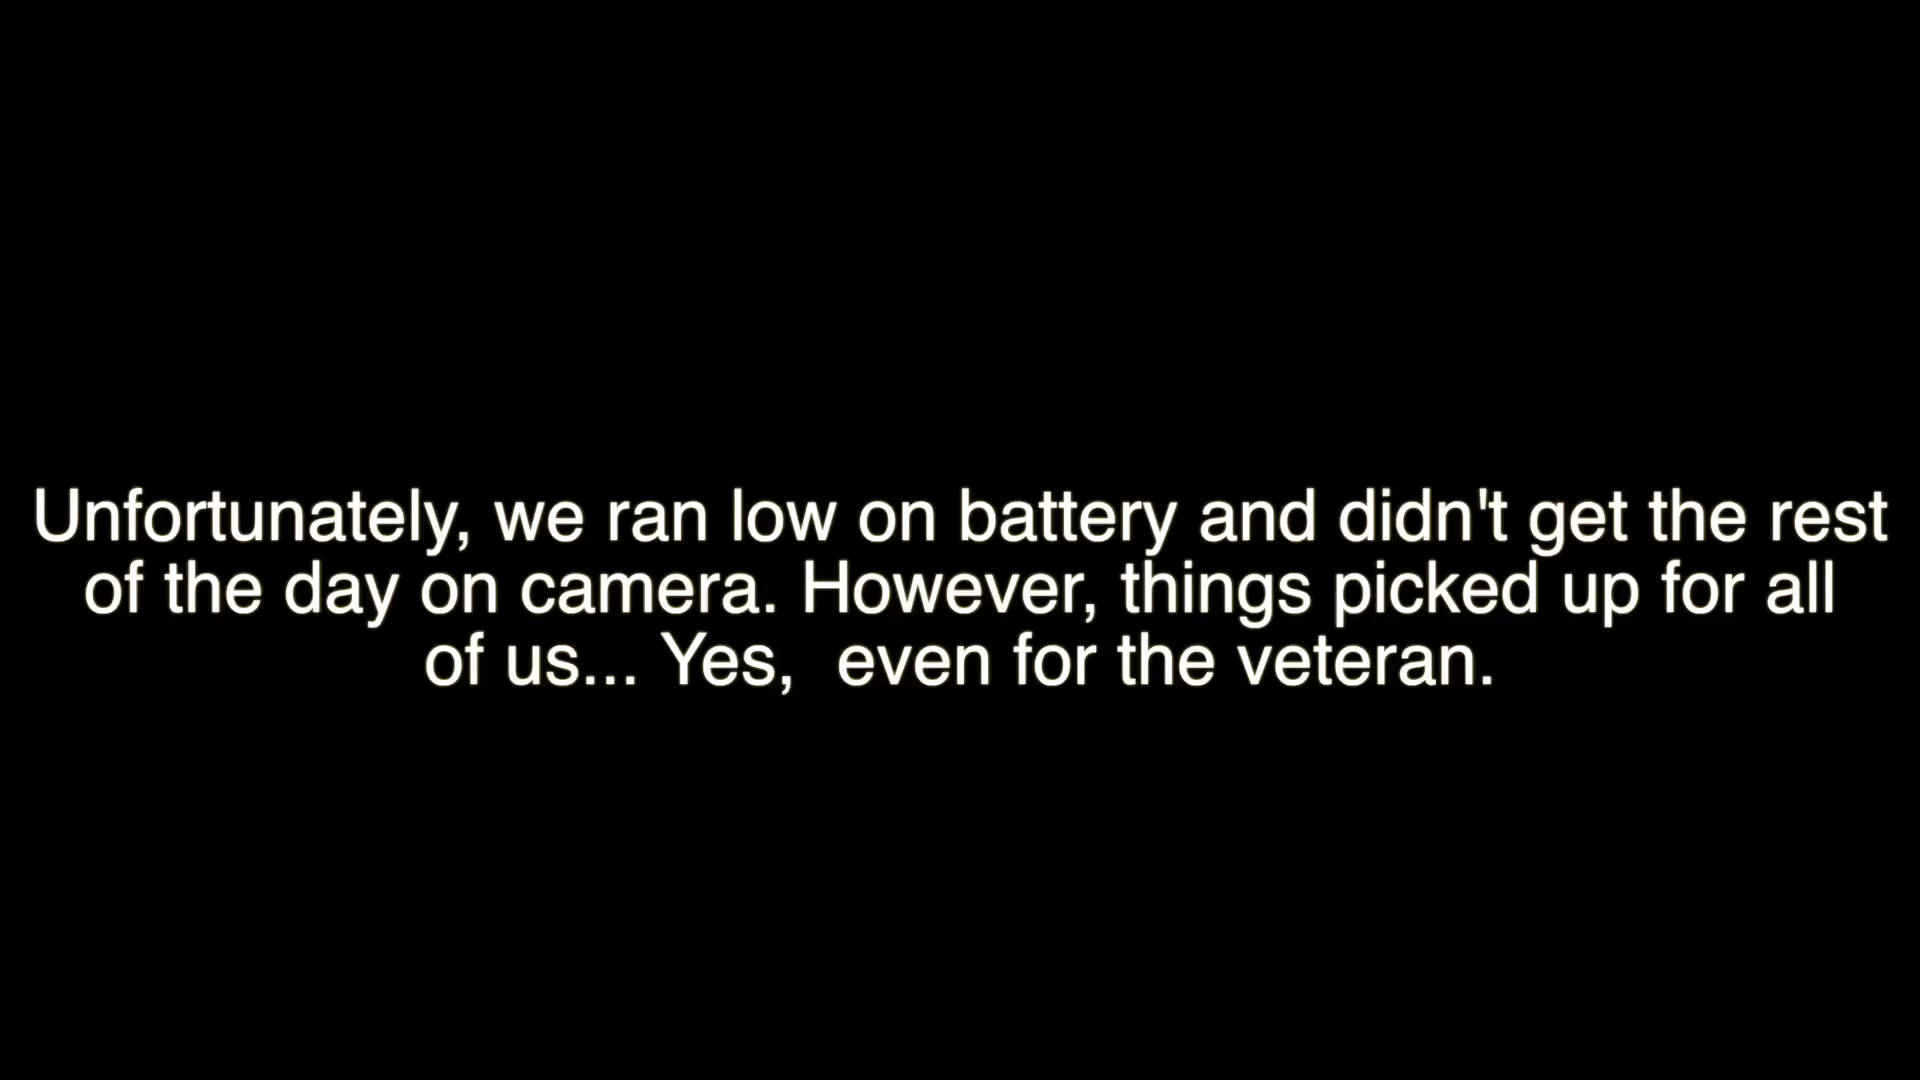 Unfortunately, we ran low on battery and didn't get the rest
of the day on camera. However, things picked up for all
of us... Yes,  even for the veteran.